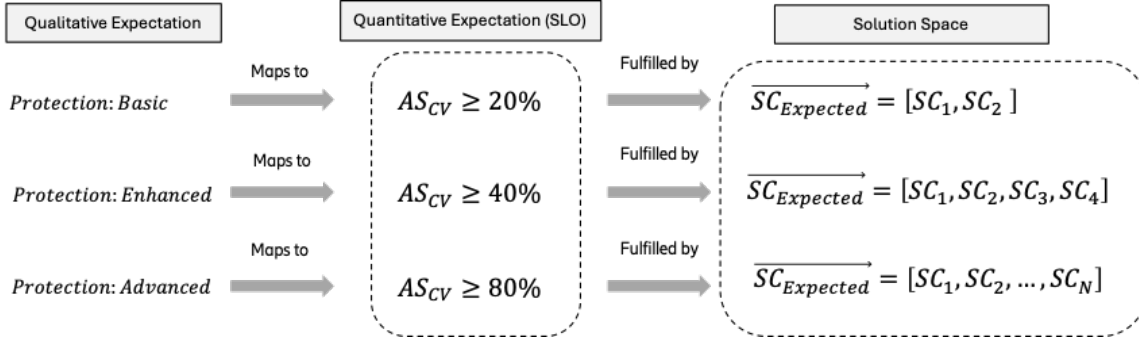 Qualitative Expectation
Quantitative Expectation (SLO)
Solution Space
Protection: Basic
Maps to
AS_CV ≥ 20%
Fulfilled by
SC_Expected = [SC_1, SC_2 ]
Protection: Enhanced
Maps to
AS_CV ≥ 40%
Fulfilled by
SC_Expected = [SC_1, SC_2, SC_3, SC_4]
Protection: Advanced
Maps to
AS_CV ≥ 80%
Fulfilled by
SC_Expected = [SC_1, SC_2, ..., SC_N]